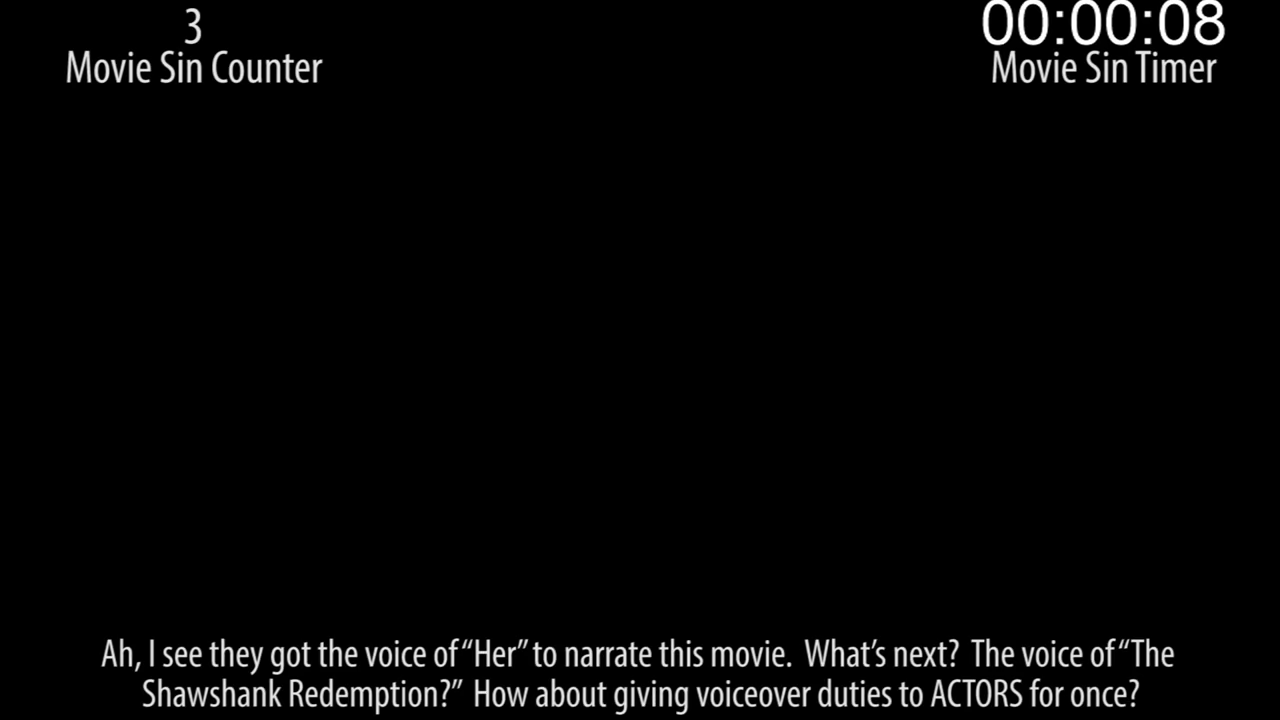 3
Movie Sin Counter
00:00:08
Movie Sin Timer
Ah, I see they got the voice of “Her” to narrate this movie.  What’s next?  The voice of “The
Shawshank Redemption?”  How about giving voiceover duties to ACTORS for once?